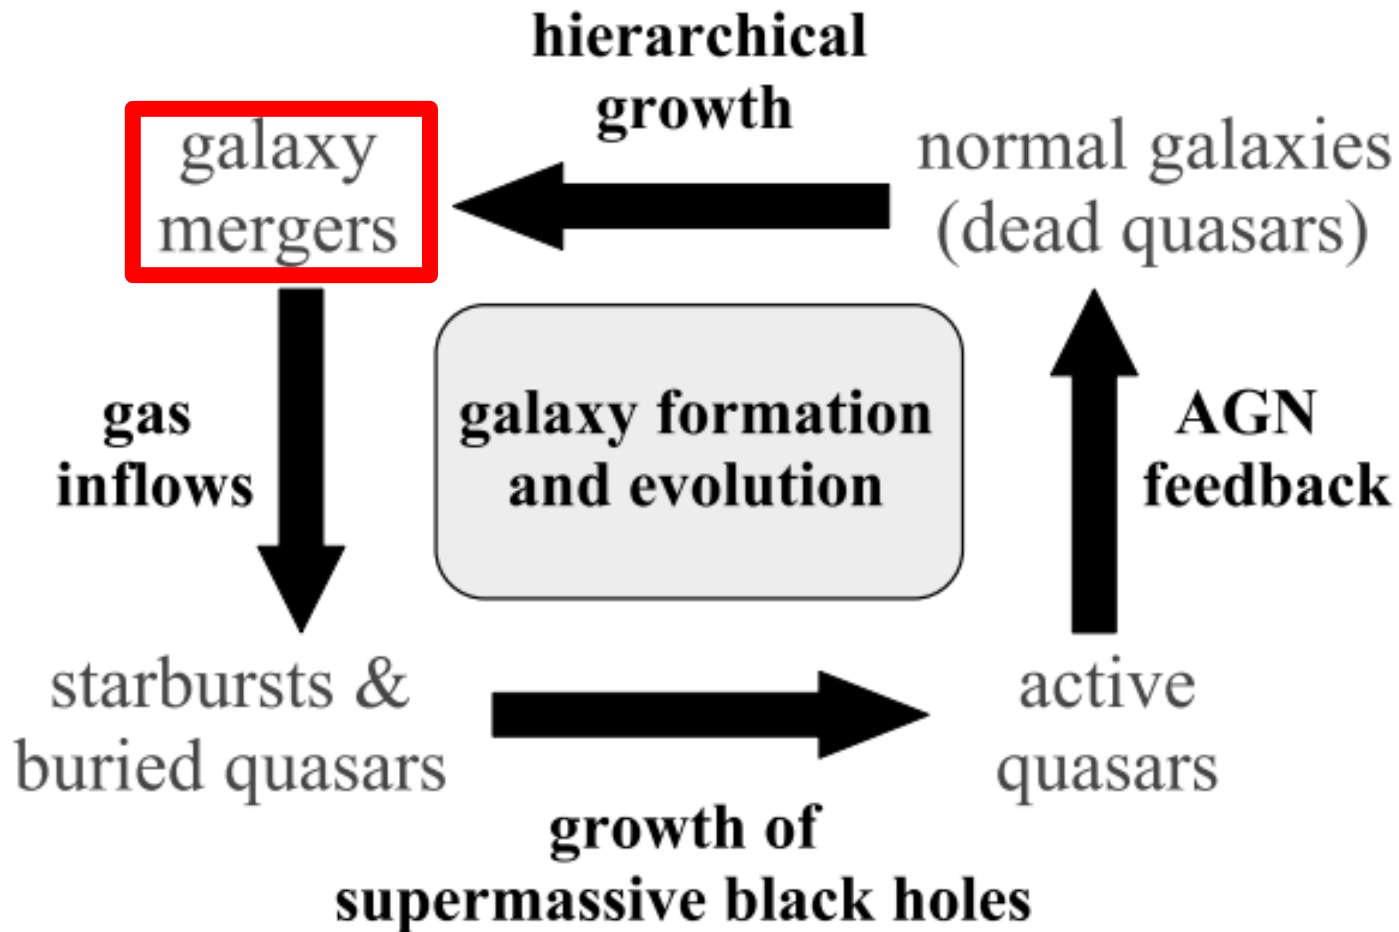 hierarchical
growth
galaxy
mergers
normal galaxies
(dead quasars)
gas
inflows
galaxy formation
and evolution
AGN
feedback
starbursts &
buried quasars
active
quasars
growth of
supermassive black holes